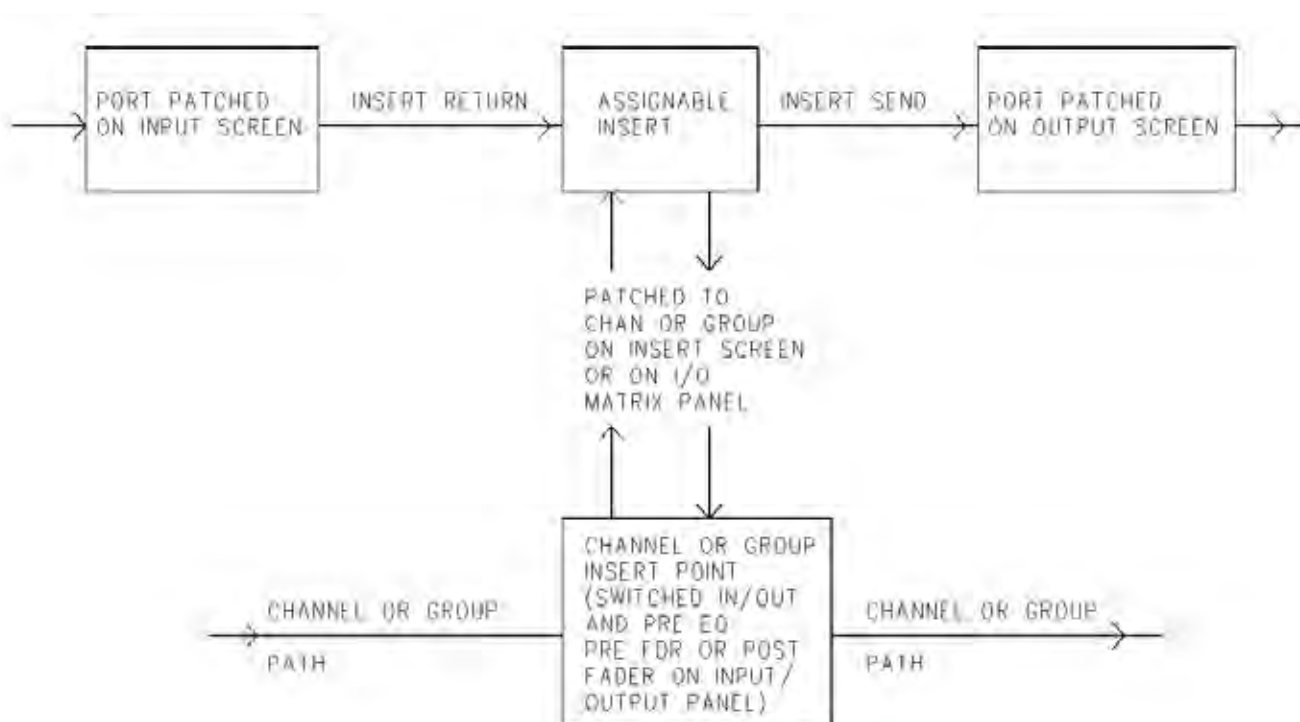 PORT PATCHED
ON INPUT SCREEN
INSERT RETURN
ASSIGNABLE
INSERT
INSERT SEND
PORT PATCHED
ON OUTPUT SCREEN
PATCHED TO
CHAN OR GROUP
ON INSERT SCREEN
OR ON I/O
MATRIX PANEL
CHANNEL OR GROUP
PATH
CHANNEL OR GROUP
INSERT POINT
(SWITCHED IN/OUT
AND PRE EQ
PRE FDR OR POST
FADER ON INPUT/
OUTPUT PANEL)
CHANNEL OR GROUP
PATH